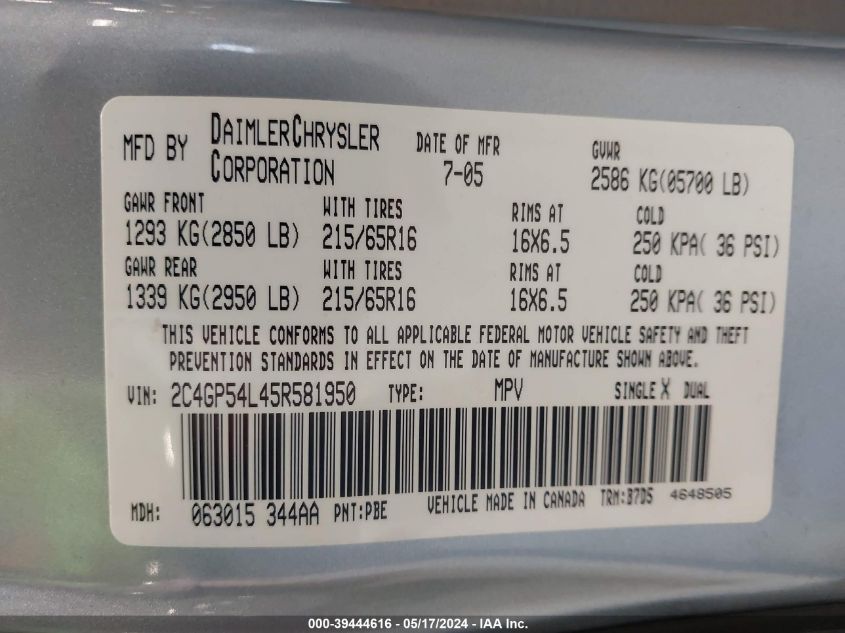 MFD BY DAIMLERCHRYSLER CORPORATION DATE OF MFR 7-05 GVWR 2586 KG(05700 LB)
GAWR FRONT WITH TIRES RIMS AT COLD
1293 KG(2850 LB) 215/65R16 16X6.5 250 KPA( 36 PSI)
GAWR REAR WITH TIRES RIMS AT COLD
1339 KG(2950 LB) 215/65R16 16X6.5 250 KPA( 36 PSI)
THIS VEHICLE CONFORMS TO ALL APPLICABLE FEDERAL MOTOR VEHICLE SAFETY AND THEFT
PREVENTION STANDARDS IN EFFECT ON THE DATE OF MANUFACTURE SHOWN ABOVE.
VIN: 2C4GP54L45R581950 TYPE: MPV SINGLE X DUAL
MDH: 063015 344AA PNT:PBE VEHICLE MADE IN CANADA TRM:B7D5 4648505
000-39444616 - 05/17/2024 - IAA Inc.